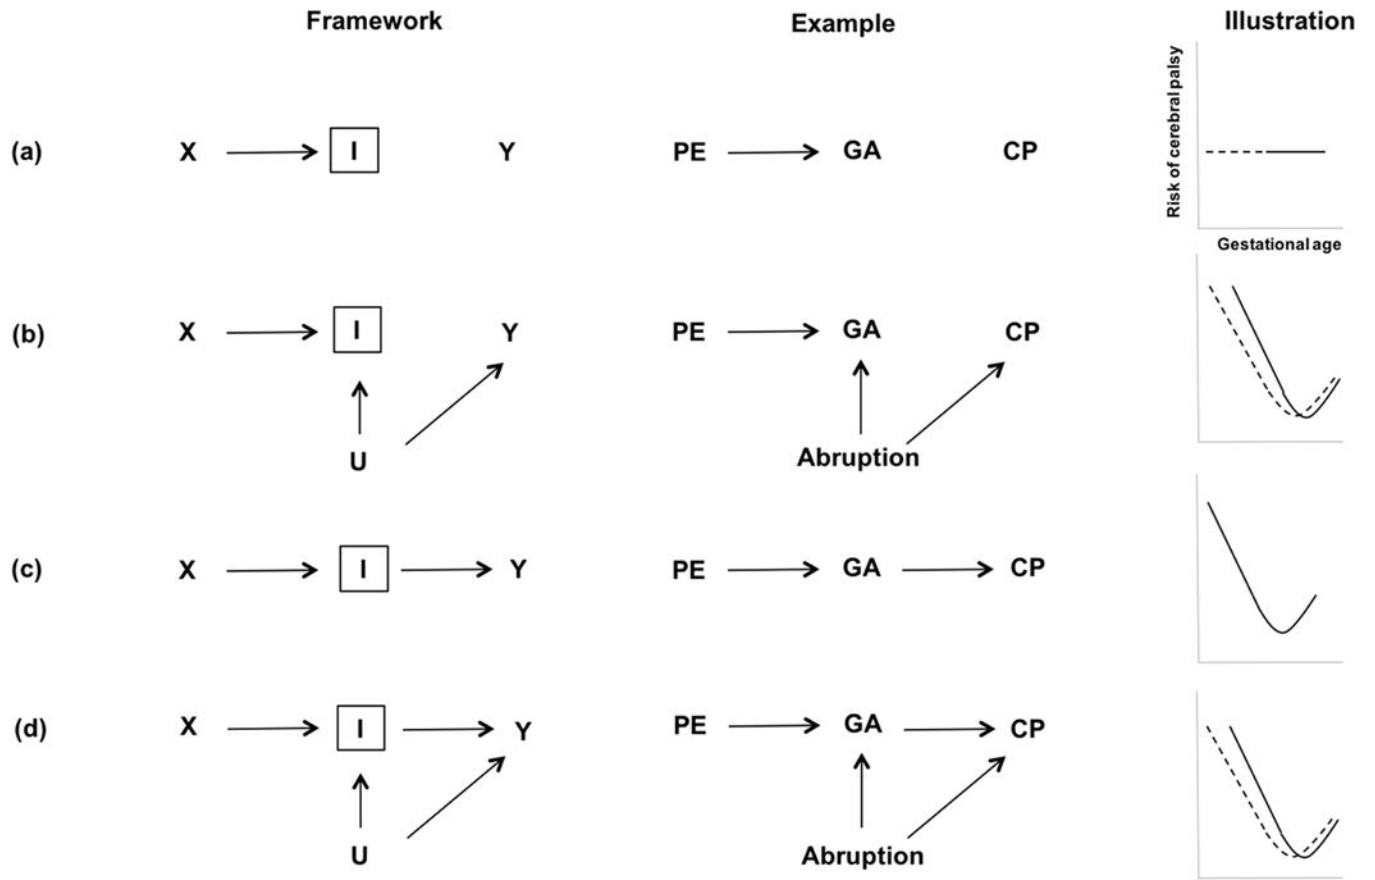 Framework Example Illustration
(a) X I Y PE GA CP
Risk of cerebral palsy
Gestational age
(b) X I Y PE GA CP
U Abruption
(c) X I Y PE GA CP
(d) X I Y PE GA CP
U Abruption